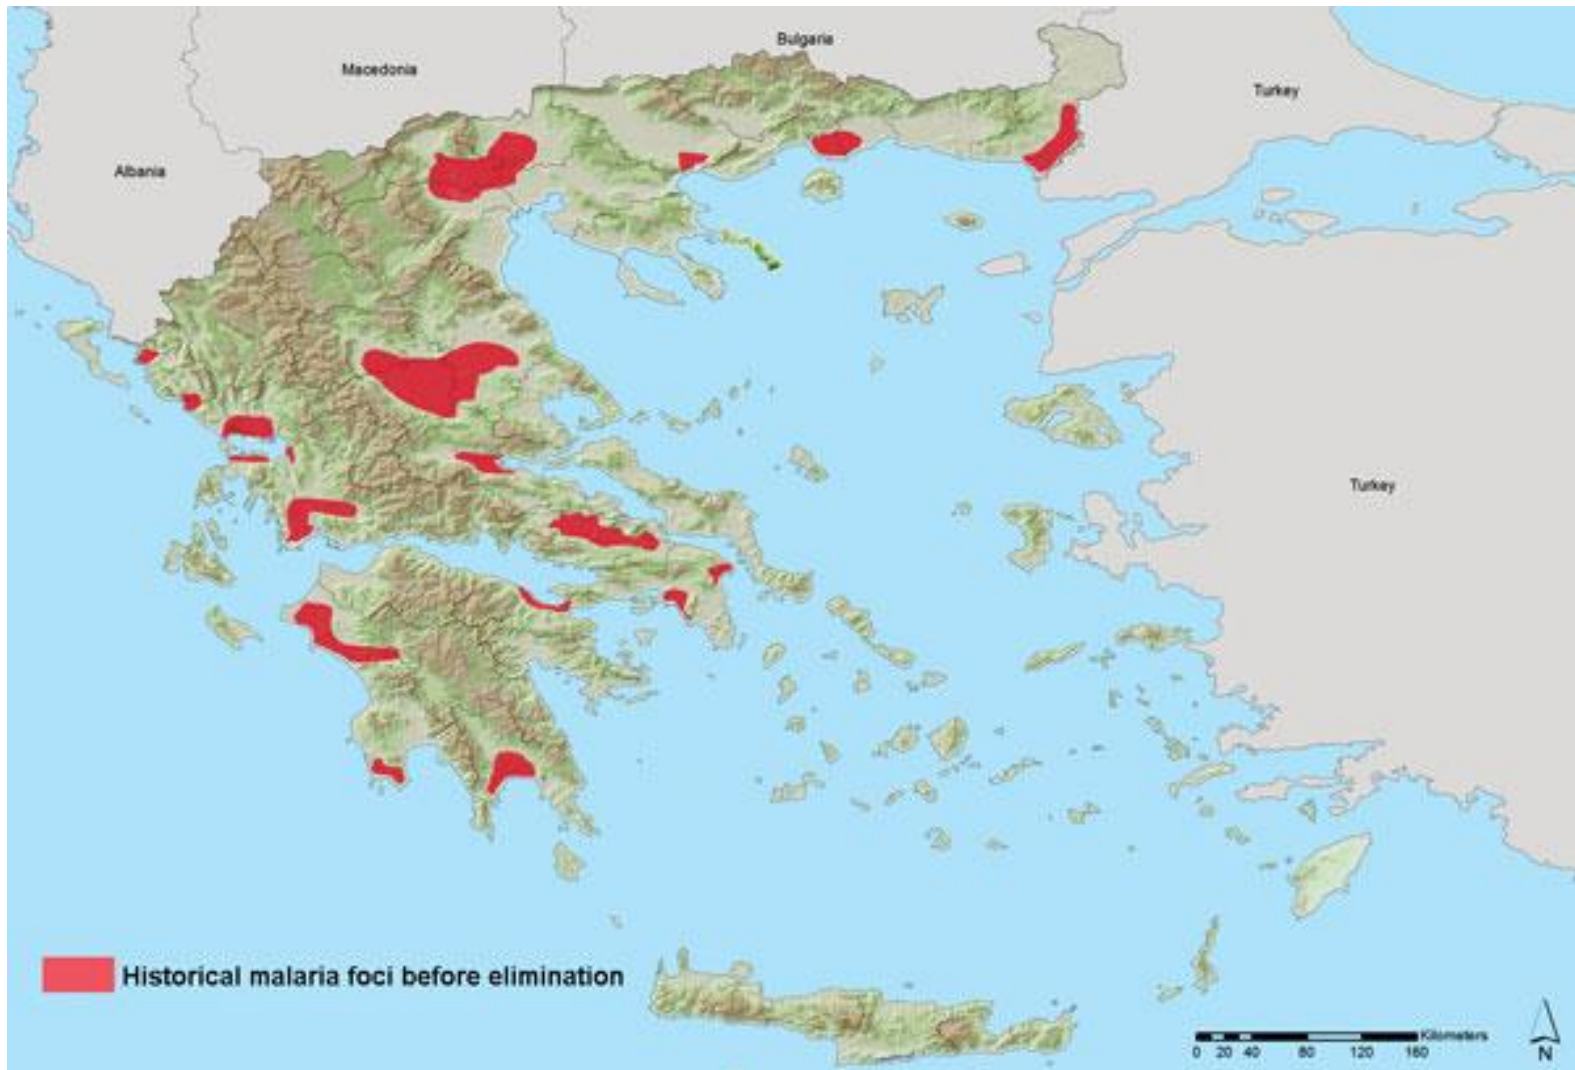 Bulgaria
Macedonia
Turkey
Albania
Turkey
Historical malaria foci before elimination
Kilometers
0 20 40 80 120 160
N